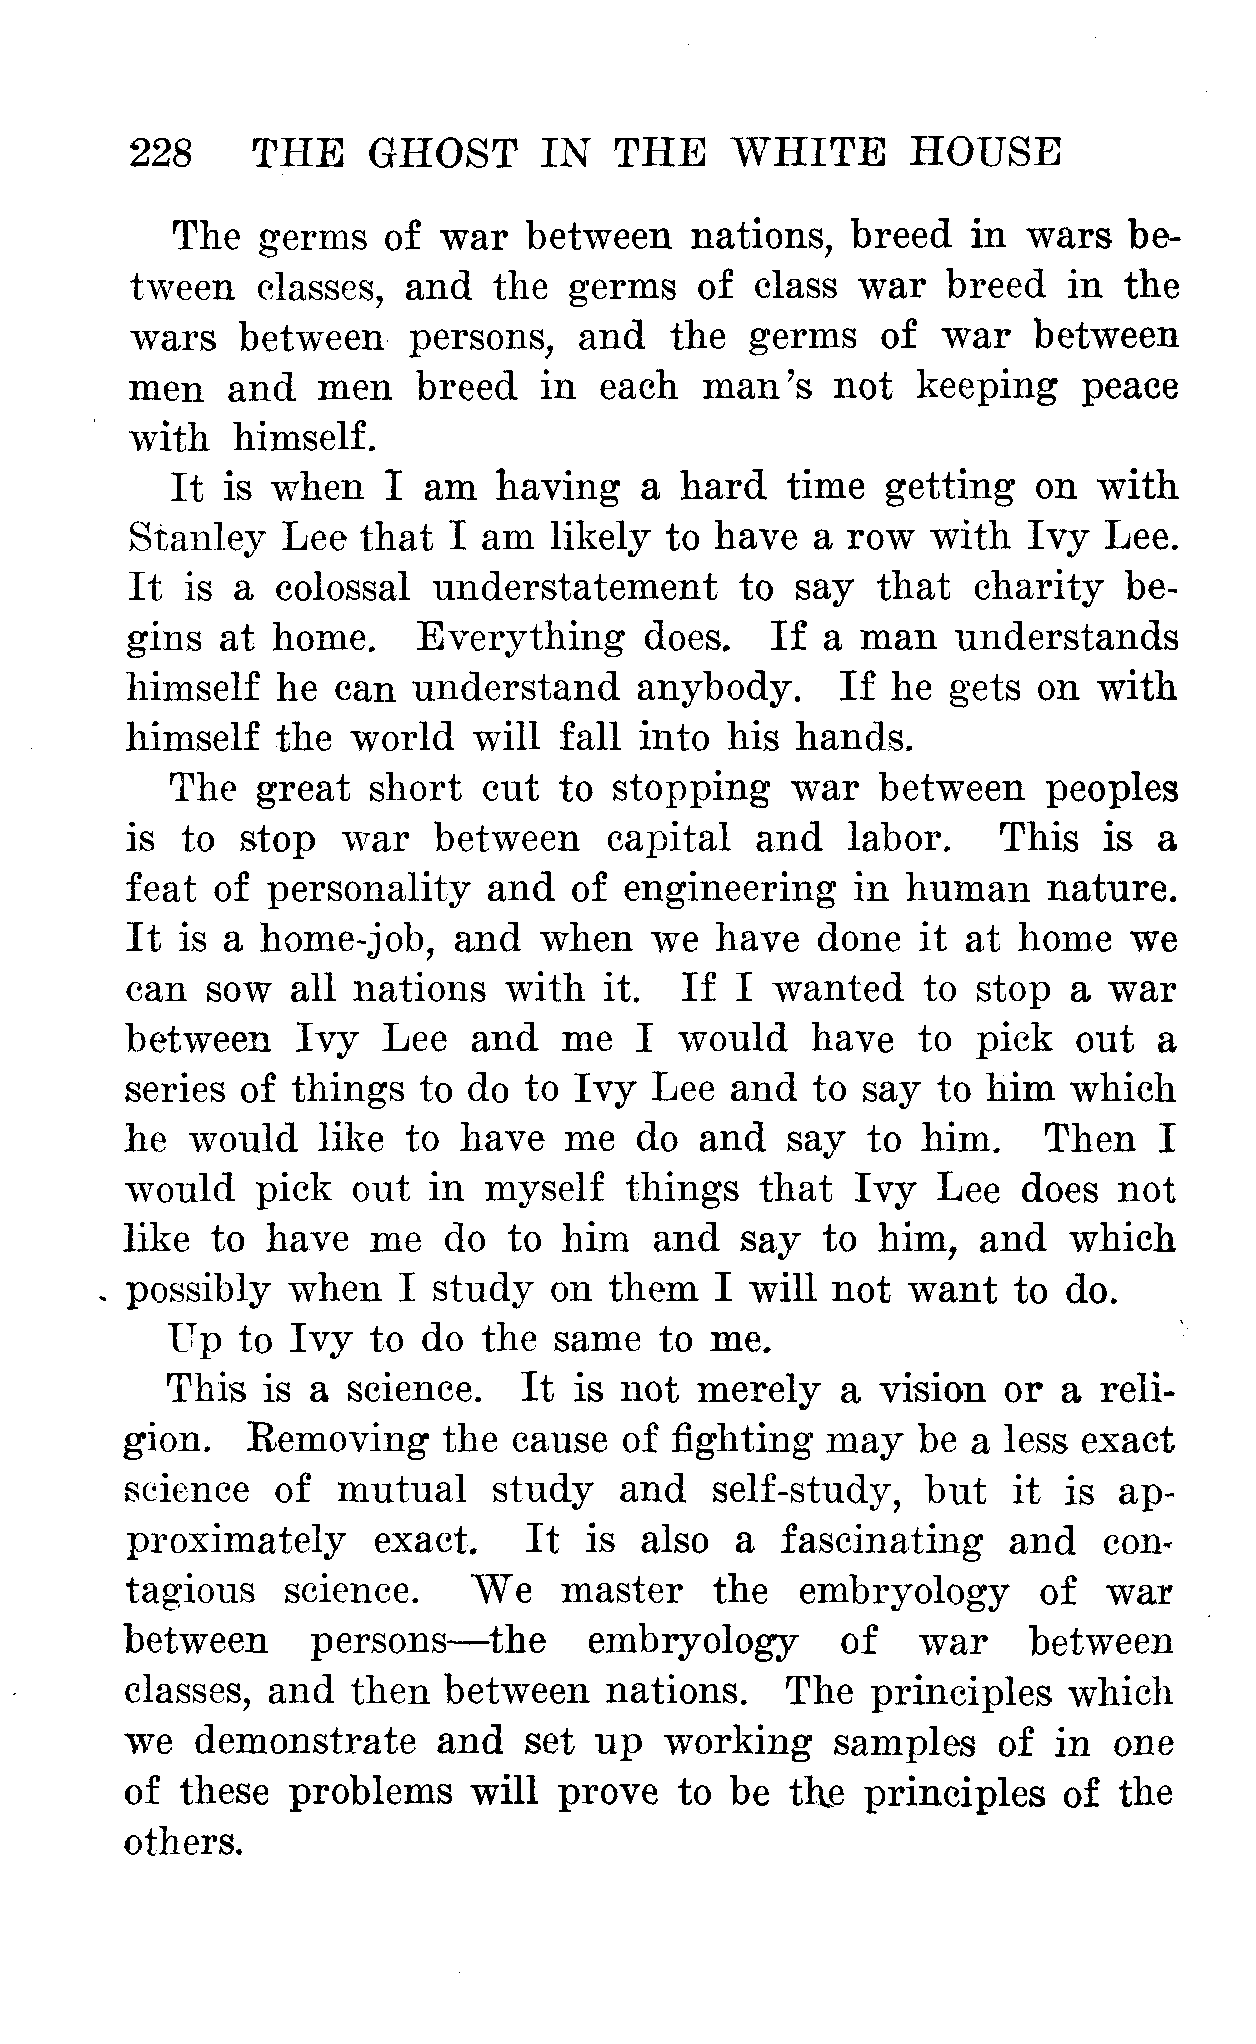 228 THE GHOST IN THE WHITE HOUSE
The germs of war between nations, breed in wars be-
tween classes, and the germs of class war breed in the
wars between persons, and the germs of war between
men and men breed in each man's not keeping peace
with himself.
It is when I am having a hard time getting on with
Stanley Lee that I am likely to have a row with Ivy Lee.
It is a colossal understatement to say that charity be-
gins at home. Everything does. If a man understands
himself he can understand anybody. If he gets on with
himself the world will fall into his hands.
The great short cut to stopping war between peoples
is to stop war between capital and labor. This is a
feat of personality and of engineering in human nature.
It is a home-job, and when we have done it at home we
can sow all nations with it. If I wanted to stop a war
between Ivy Lee and me I would have to pick out a
series of things to do to Ivy Lee and to say to him which
he would like to have me do and say to him. Then I
would pick out in myself things that Ivy Lee does not
like to have me do to him and say to him, and which
possibly when I study on them I will not want to do.
Up to Ivy to do the same to me.
This is a science. It is not merely a vision or a reli-
gion. Removing the cause of fighting may be a less exact
science of mutual study and self-study, but it is ap-
proximately exact. It is also a fascinating and con-
tagious science. We master the embryology of war
between persons—the embryology of war between
classes, and then between nations. The principles which
we demonstrate and set up working samples of in one
of these problems will prove to be the principles of the
others.